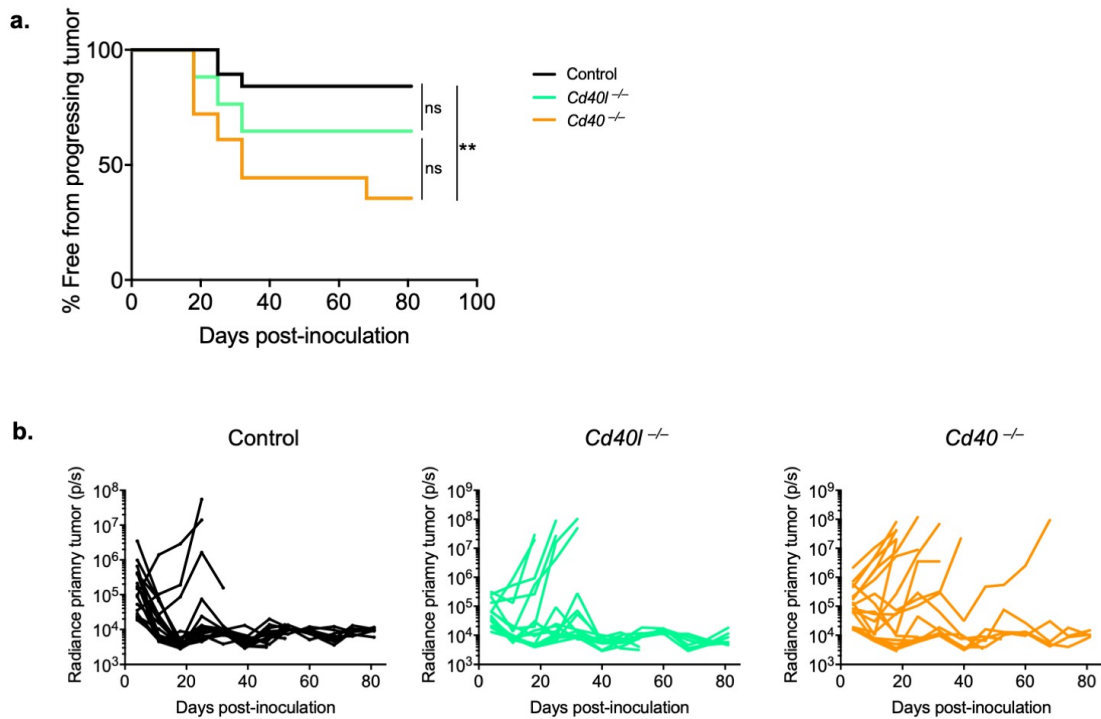 a.
% Free from progressing tumor
100
50
0
0 20 40 60 80 100
Days post-inoculation
ns
ns
**
Control
Cd40l –/–
Cd40 –/–
b.
Control
Radiance priamry tumor (p/s)
10⁸
10⁷
10⁶
10⁵
10⁴
10³
0 20 40 60 80
Days post-inoculation
Cd40l –/–
Radiance priamry tumor (p/s)
10⁹
10⁸
10⁷
10⁶
10⁵
10⁴
10³
0 20 40 60 80
Days post-inoculation
Cd40 –/–
Radiance priamry tumor (p/s)
10⁹
10⁸
10⁷
10⁶
10⁵
10⁴
10³
0 20 40 60 80
Days post-inoculation